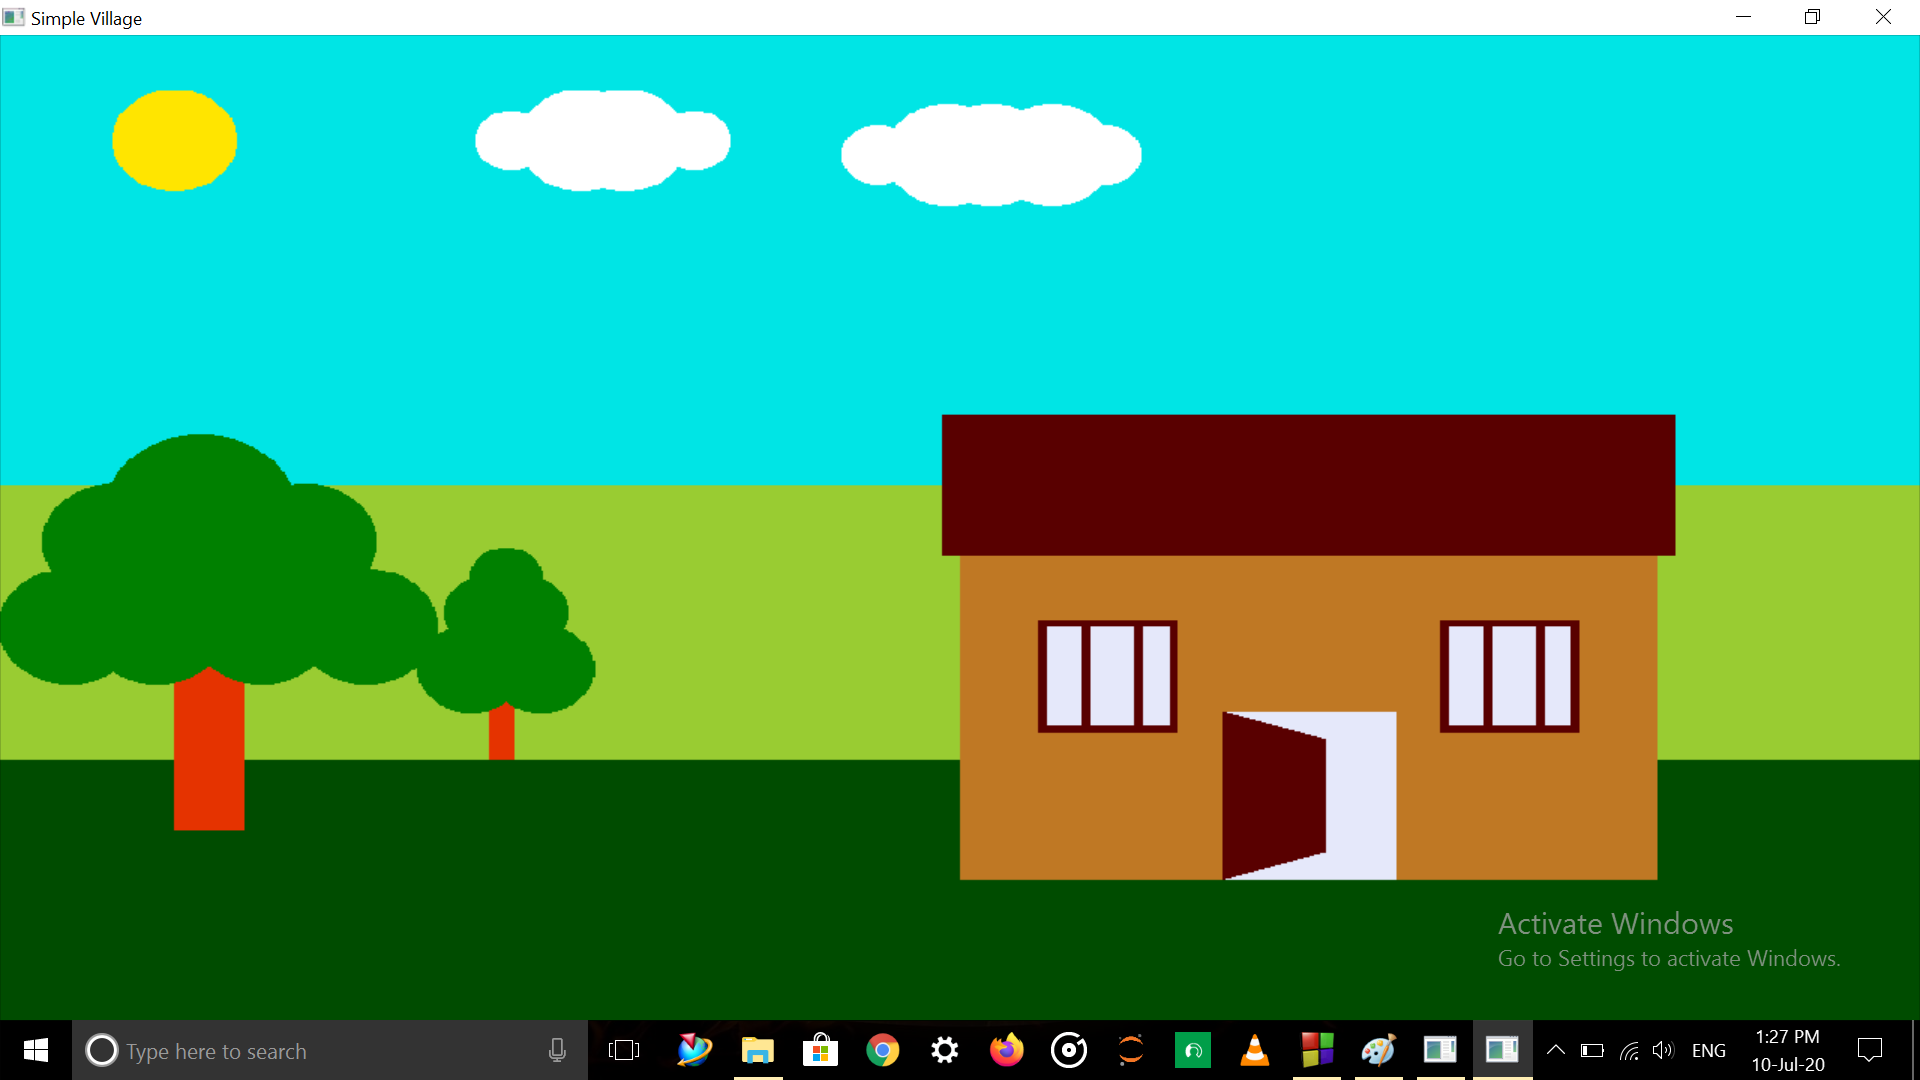 Simple Village
Activate Windows
Go to Settings to activate Windows.
Type here to search
ENG
1:27 PM
10-Jul-20